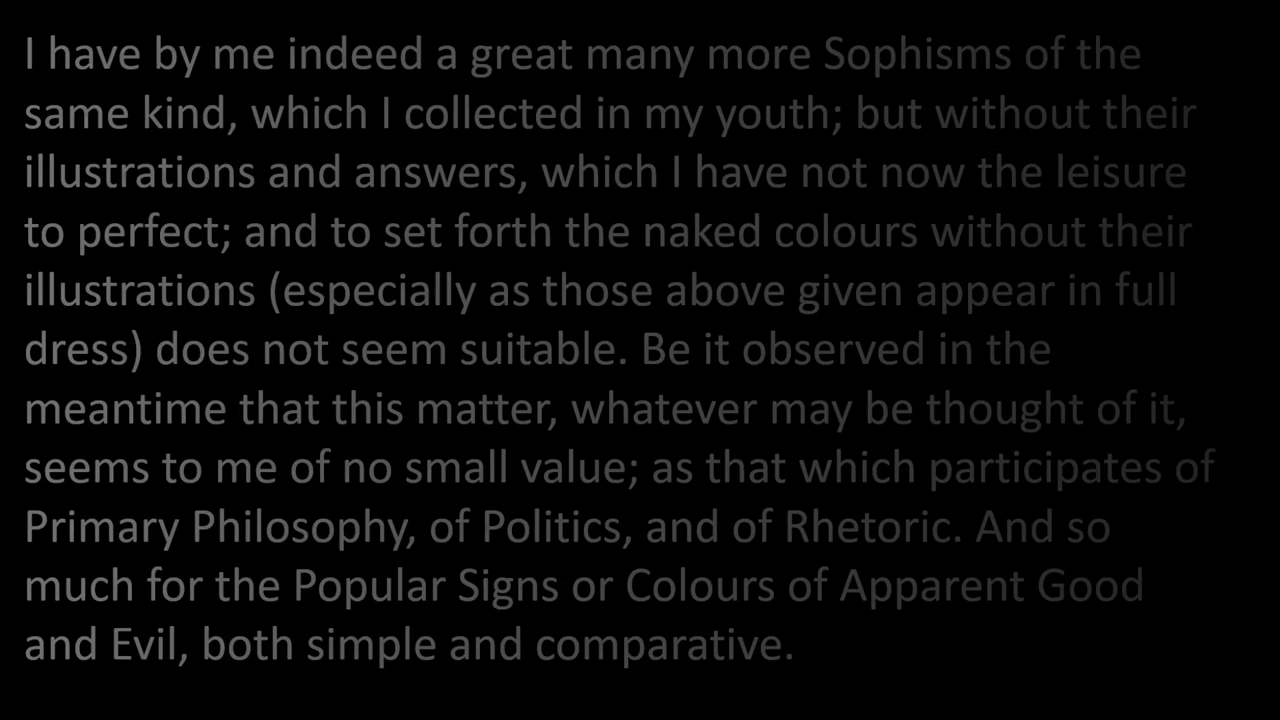 I have by me indeed a great many more Sophisms of the
same kind, which I collected in my youth; but without their
illustrations and answers, which I have not now the leisure
to perfect; and to set forth the naked colours without their
illustrations (especially as those above given appear in full
dress) does not seem suitable. Be it observed in the
meantime that this matter, whatever may be thought of it,
seems to me of no small value; as that which participates of
Primary Philosophy, of Politics, and of Rhetoric. And so
much for the Popular Signs or Colours of Apparent Good
and Evil, both simple and comparative.